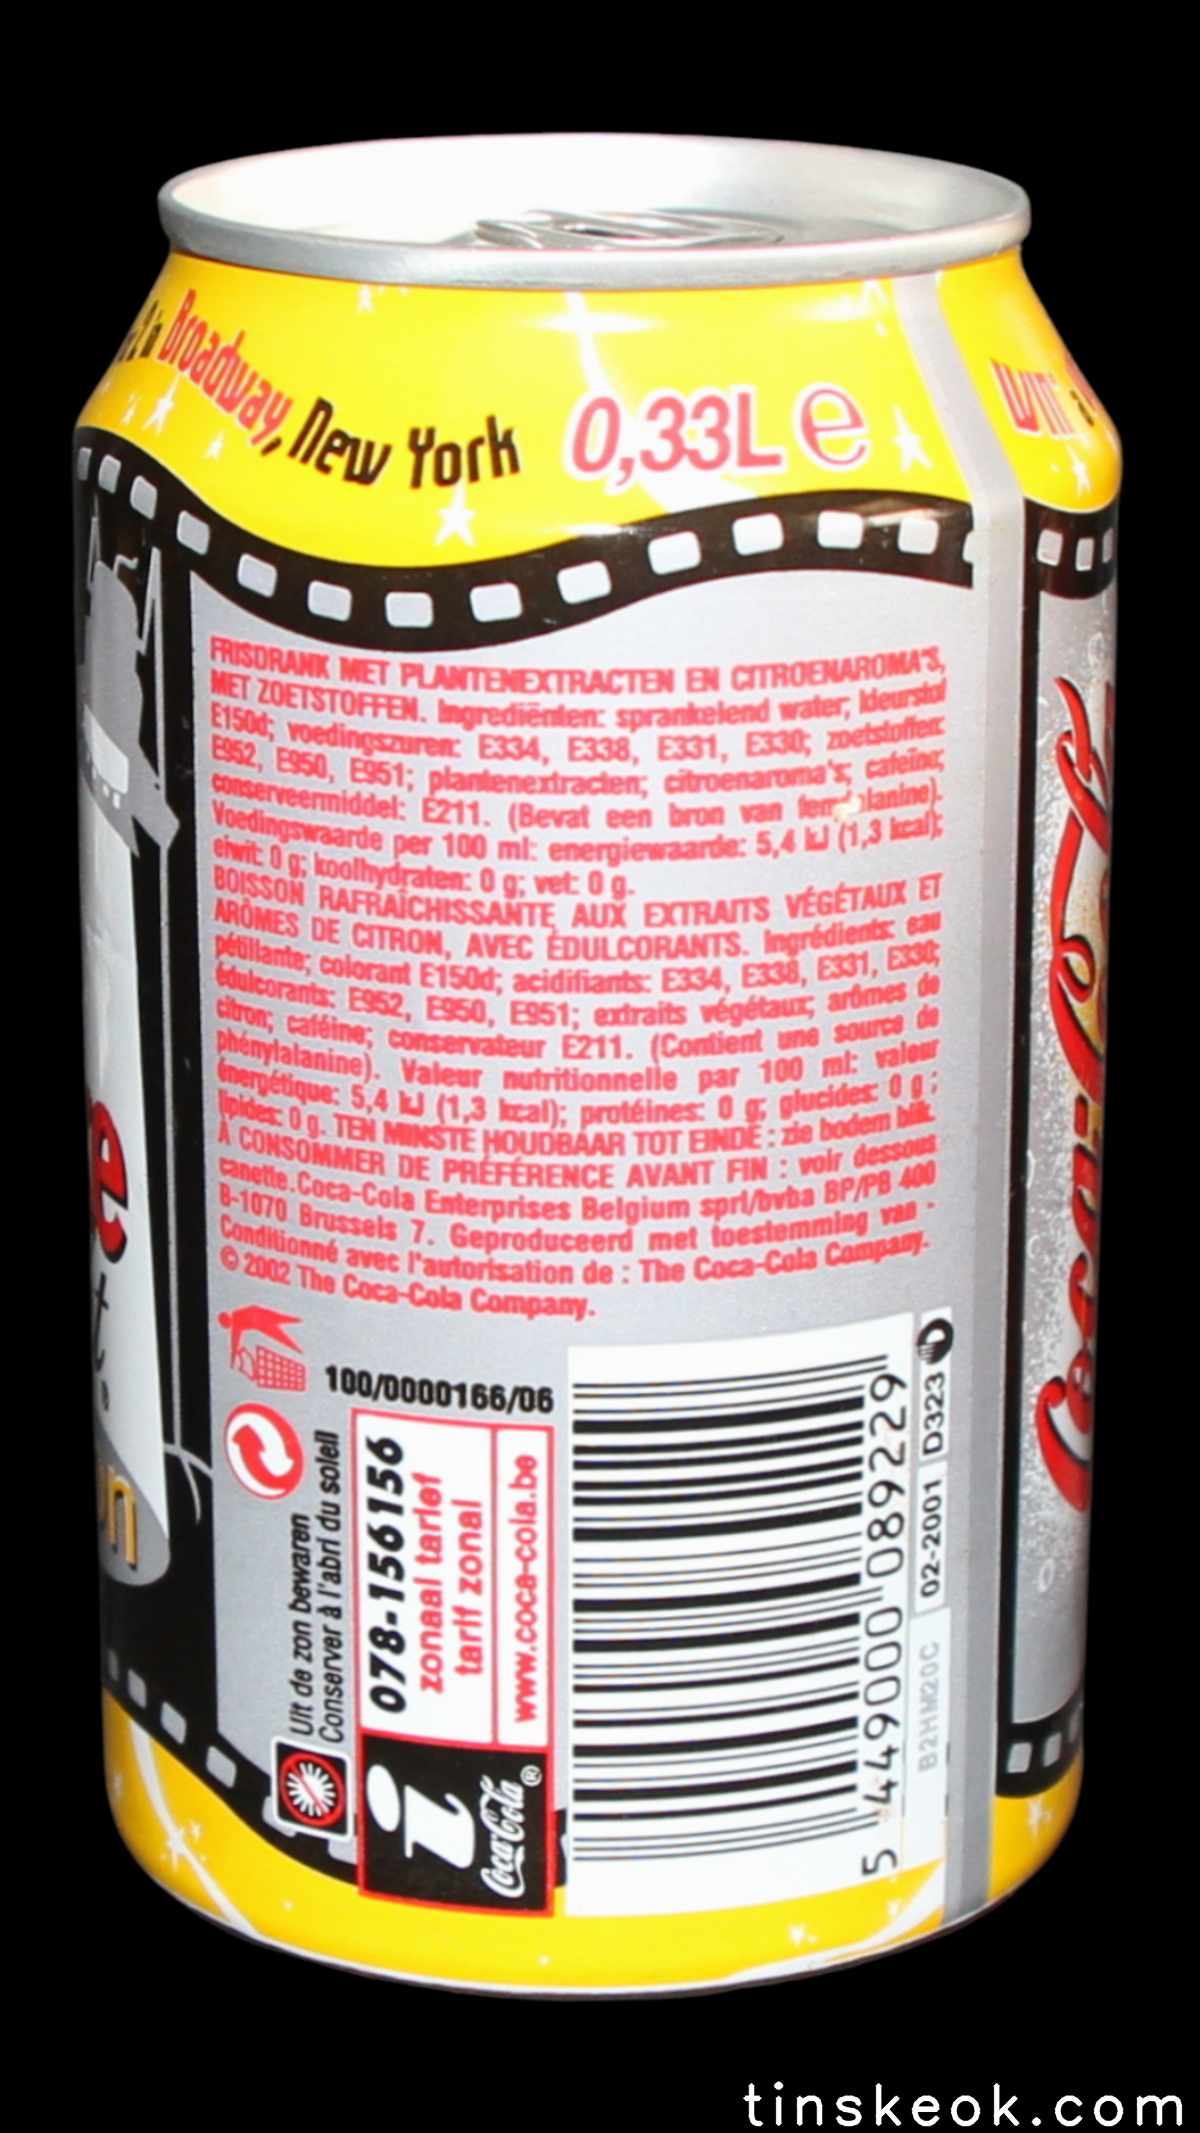 in Broadway, New York
0,33L e
win
FRISDRANK MET PLANTENEXTRACTEN EN CITROENAROMA'S,
MET ZOETSTOFFEN. Ingrediënten: sprankelend water; kleurstof
E150d; voedingszuren: E334, E338, E331, E330; zoetstoffen:
E952, E950, E951; plantenextracten; citroenaroma's; cafeïne;
conserveermiddel: E211. (Bevat een bron van fenylalanine).
Voedingswaarde per 100 ml: energiewaarde: 5,4 kJ (1,3 kcal);
eiwit: 0 g; koolhydraten: 0 g; vet: 0 g.
BOISSON RAFRAÎCHISSANTE AUX EXTRAITS VÉGÉTAUX ET
ARÔMES DE CITRON, AVEC ÉDULCORANTS. Ingrédients: eau
pétillante; colorant E150d; acidifiants: E334, E338, E331, E330;
édulcorants: E952, E950, E951; extraits végétaux; arômes de
citron; caféine; conservateur E211. (Contient une source de
phénylalanine). Valeur nutritionnelle par 100 ml: valeur
énergétique: 5,4 kJ (1,3 kcal); protéines: 0 g; glucides: 0 g ;
lipides: 0 g. TEN MINSTE HOUDBAAR TOT EINDE : zie bodem blik.
À CONSOMMER DE PRÉFÉRENCE AVANT FIN : voir dessous
canette. Coca-Cola Enterprises Belgium sprl/bvba BP/PB 400
B-1070 Brussels 7. Geproduceerd met toestemming van -
Conditionné avec l'autorisation de : The Coca-Cola Company.
© 2002 The Coca-Cola Company.
100/0000166/06
Uit de zon bewaren
Conserver à l'abri du soleil
078-156156
zonaal tarief
tarif zonal
www.coca-cola.be
i
Coca-Cola®
5 449000 089229
B2HM20C
02-2001
D323
Coca-Cola
tinskeok.com